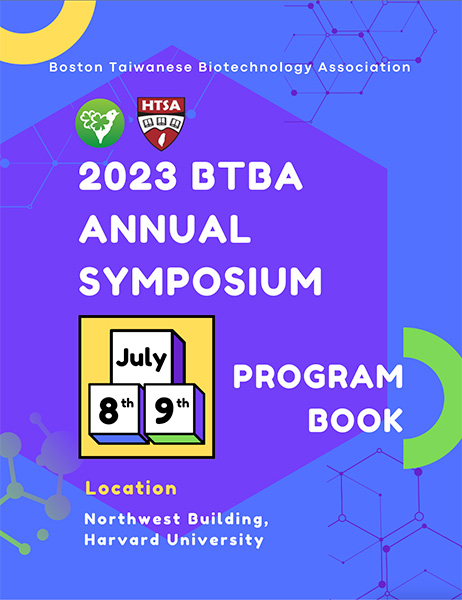 Boston Taiwanese Biotechnology Association
HTSA
2023 BTBA
ANNUAL
SYMPOSIUM
July
8th 9th
PROGRAM
BOOK
Location
Northwest Building,
Harvard University